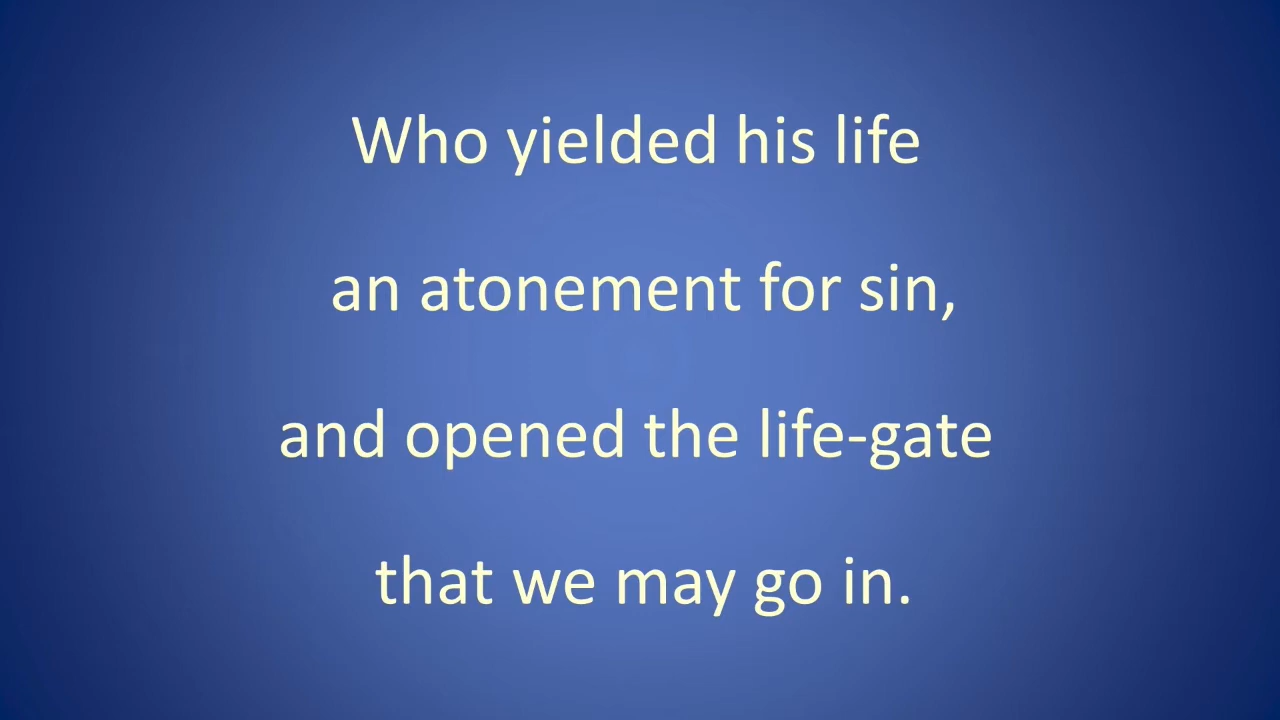 Who yielded his life
an atonement for sin,
and opened the life-gate
that we may go in.